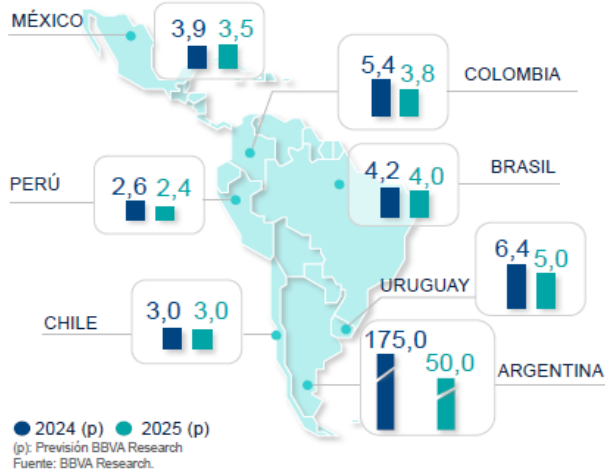 MÉXICO
3,9 3,5
5,4 3,8
COLOMBIA
PERÚ
2,6 2,4
4,2 4,0
BRASIL
6,4 5,0
URUGUAY
CHILE
3,0 3,0
175,0
50,0
ARGENTINA
2024 (p) 2025 (p)
(p): Previsión BBVA Research
Fuente: BBVA Research.